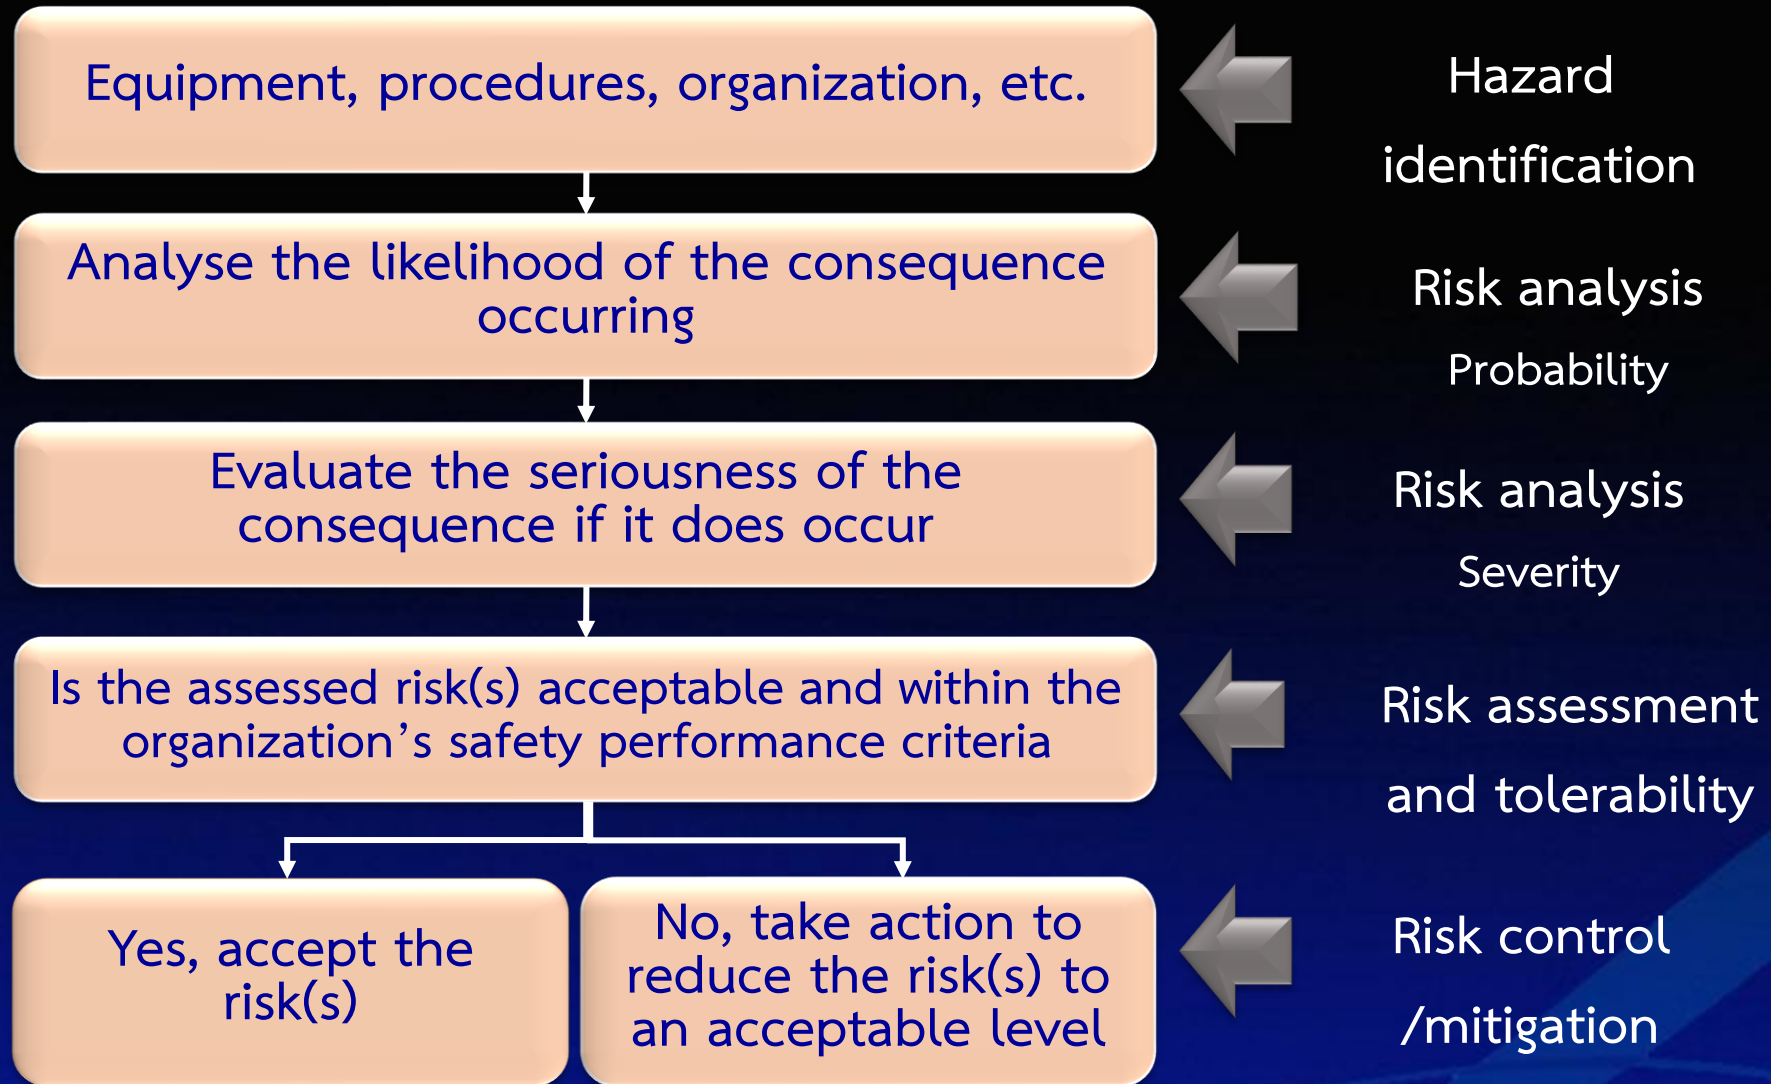 Equipment, procedures, organization, etc.
Hazard
identification
Analyse the likelihood of the consequence
occurring
Risk analysis
Probability
Evaluate the seriousness of the
consequence if it does occur
Risk analysis
Severity
Is the assessed risk(s) acceptable and within the
organization’s safety performance criteria
Risk assessment
and tolerability
Yes, accept the
risk(s)
No, take action to
reduce the risk(s) to
an acceptable level
Risk control
/mitigation